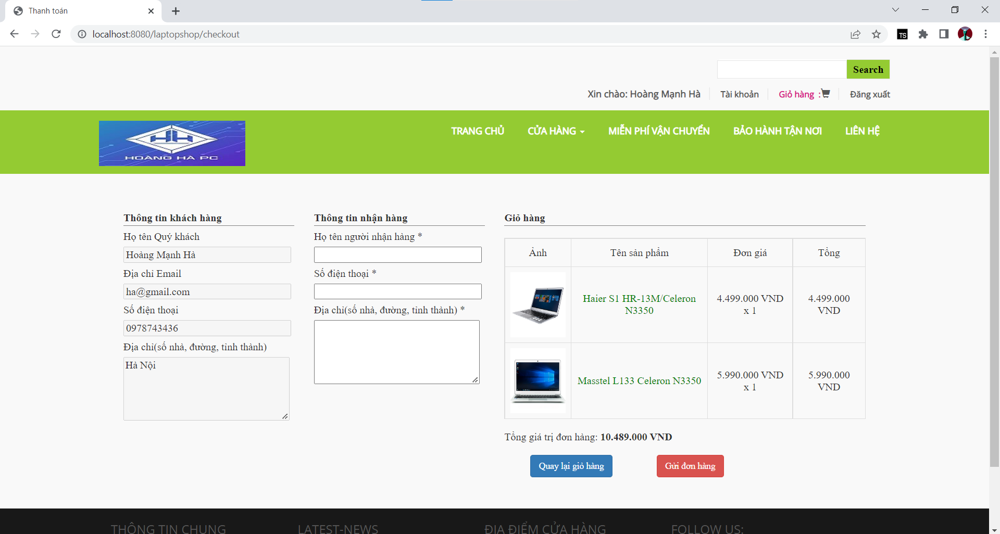 Thanh toán
localhost:8080/laptopshop/checkout
TS
Search
Xin chào: Hoàng Mạnh Hà
Tài khoản
Giỏ hàng :
Đăng xuất
HOANG HA PC
TRANG CHỦ
CỬA HÀNG
MIỄN PHÍ VẬN CHUYỂN
BẢO HÀNH TẬN NƠI
LIÊN HỆ
Thông tin khách hàng
Họ tên Quý khách
Hoàng Mạnh Hà
Địa chỉ Email
ha@gmail.com
Số điện thoại
0978743436
Địa chỉ(số nhà, đường, tỉnh thành)
Hà Nội
Thông tin nhận hàng
Họ tên người nhận hàng *
Số điện thoại *
Địa chỉ(số nhà, đường, tỉnh thành) *
Giỏ hàng
Ảnh
Tên sản phẩm
Đơn giá
Tổng
Haier S1 HR-13M/Celeron
N3350
4.499.000 VND
x 1
4.499.000
VND
Masstel L133 Celeron N3350
5.990.000 VND
x 1
5.990.000
VND
Tổng giá trị đơn hàng: 10.489.000 VND
Quay lại giỏ hàng
Gửi đơn hàng
THÔNG TIN CHUNG
LATEST-NEWS
ĐỊA ĐIỂM CỬA HÀNG
FOLLOW US: